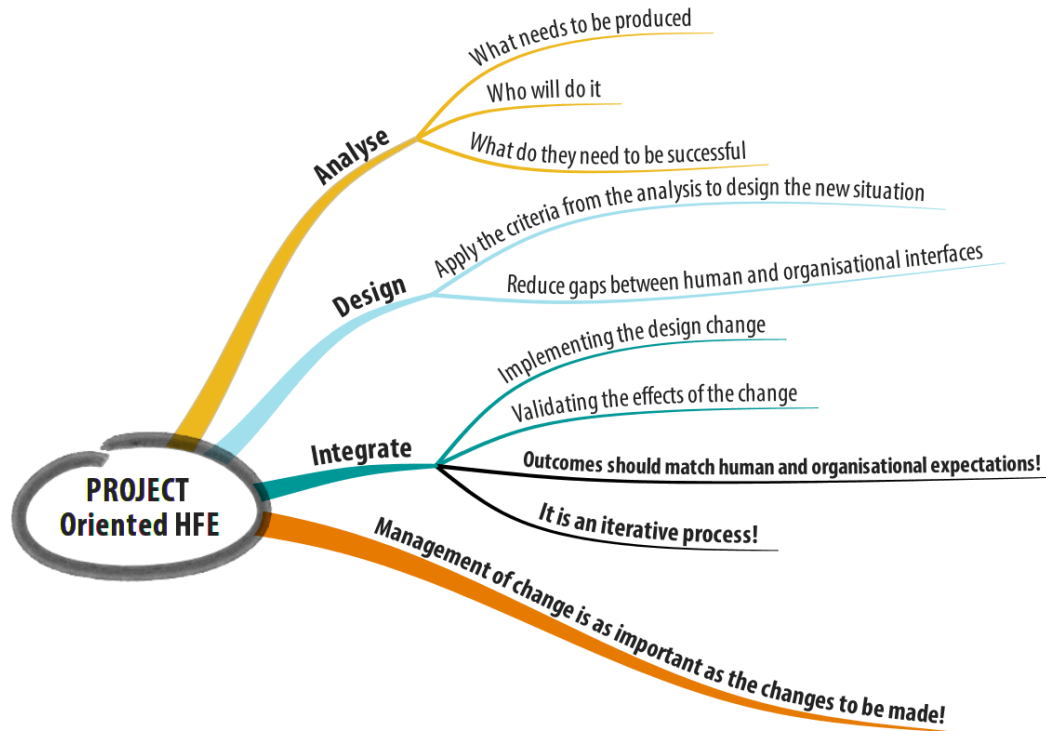 What needs to be produced
Who will do it
What do they need to be successful
Analyse
Apply the criteria from the analysis to design the new situation
Reduce gaps between human and organisational interfaces
Design
Implementing the design change
Validating the effects of the change
Integrate
Outcomes should match human and organisational expectations!
It is an iterative process!
PROJECT
Oriented HFE
Management of change is as important as the changes to be made!